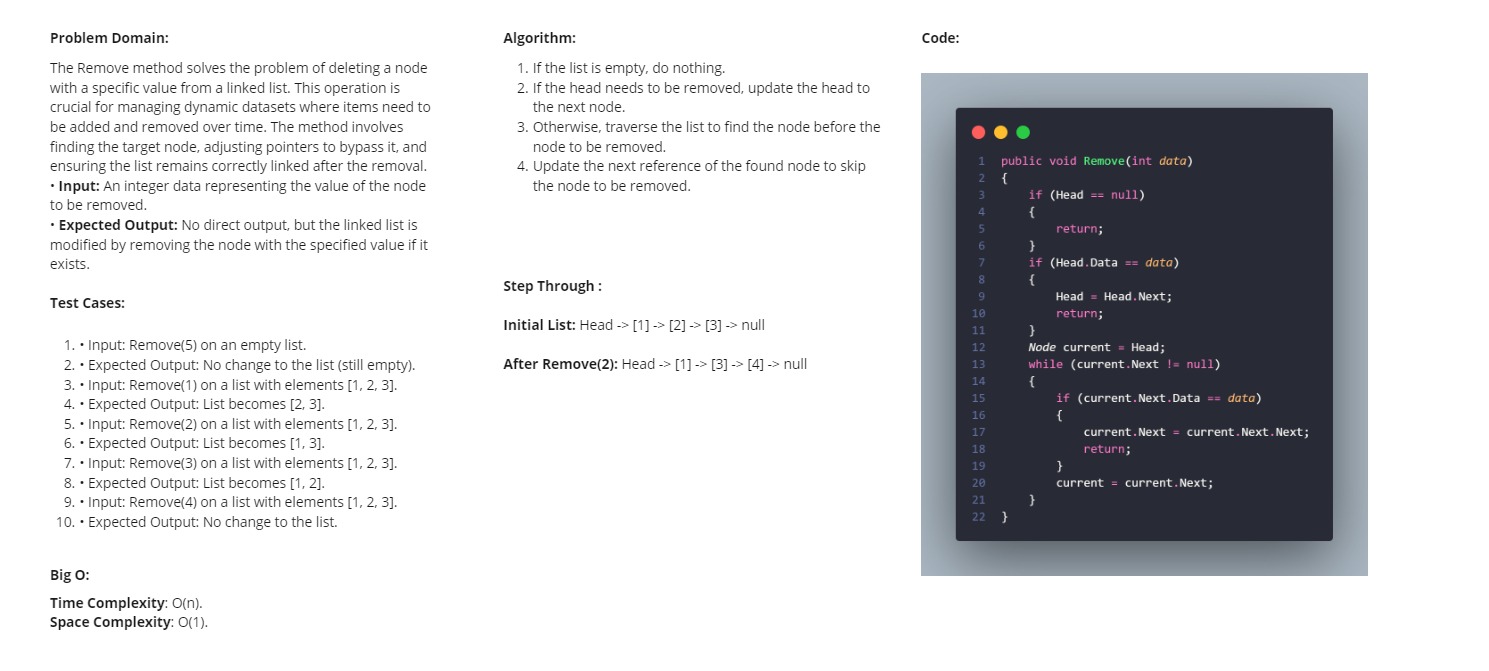 Problem Domain:
The Remove method solves the problem of deleting a node
with a specific value from a linked list. This operation is
crucial for managing dynamic datasets where items need to
be added and removed over time. The method involves
finding the target node, adjusting pointers to bypass it, and
ensuring the list remains correctly linked after the removal.
• Input: An integer data representing the value of the node
to be removed.
• Expected Output: No direct output, but the linked list is
modified by removing the node with the specified value if it
exists.
Test Cases:
1. • Input: Remove(5) on an empty list.
2. • Expected Output: No change to the list (still empty).
3. • Input: Remove(1) on a list with elements [1, 2, 3].
4. • Expected Output: List becomes [2, 3].
5. • Input: Remove(2) on a list with elements [1, 2, 3].
6. • Expected Output: List becomes [1, 3].
7. • Input: Remove(3) on a list with elements [1, 2, 3].
8. • Expected Output: List becomes [1, 2].
9. • Input: Remove(4) on a list with elements [1, 2, 3].
10. • Expected Output: No change to the list.
Big O:
Time Complexity: O(n).
Space Complexity: O(1).
Algorithm:
1. If the list is empty, do nothing.
2. If the head needs to be removed, update the head to
the next node.
3. Otherwise, traverse the list to find the node before the
node to be removed.
4. Update the next reference of the found node to skip
the node to be removed.
Step Through :
Initial List: Head -> [1] -> [2] -> [3] -> null
After Remove(2): Head -> [1] -> [3] -> [4] -> null
Code:
1 public void Remove(int data)
2 {
3     if (Head == null)
4     {
5         return;
6     }
7     if (Head.Data == data)
8     {
9         Head = Head.Next;
10         return;
11     }
12     Node current = Head;
13     while (current.Next != null)
14     {
15         if (current.Next.Data == data)
16         {
17             current.Next = current.Next.Next;
18             return;
19         }
20         current = current.Next;
21     }
22 }